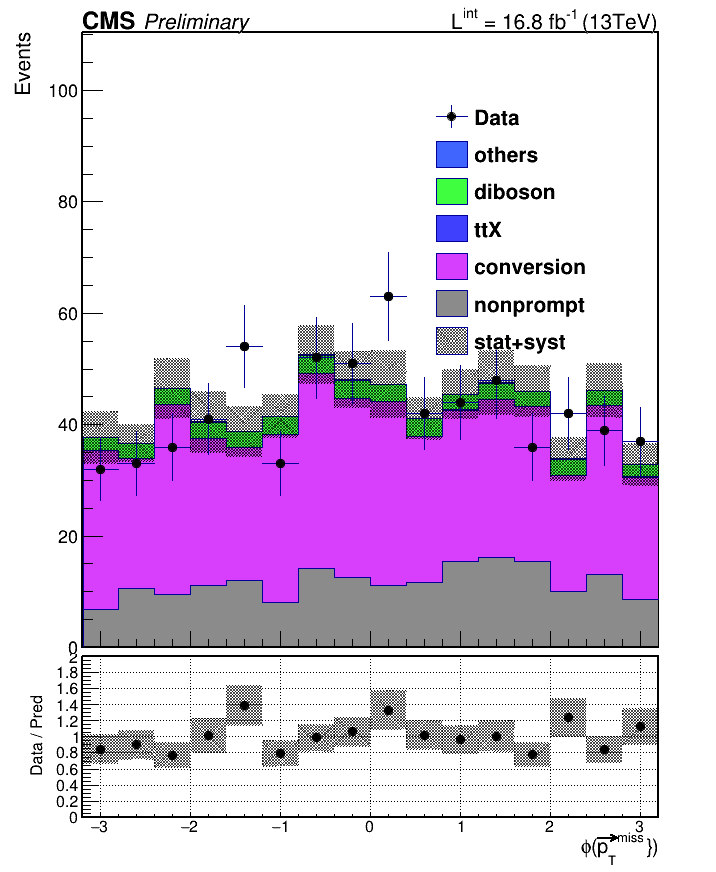 CMS Preliminary L^int = 16.8 fb^-1 (13TeV)
Events
100
80
60
40
20
0
Data
others
diboson
ttX
conversion
nonprompt
stat+syst
Data / Pred
2
1.8
1.6
1.4
1.2
1
0.8
0.6
0.4
0.2
0
−3 −2 −1 0 1 2 3
ϕ(p_T^miss })